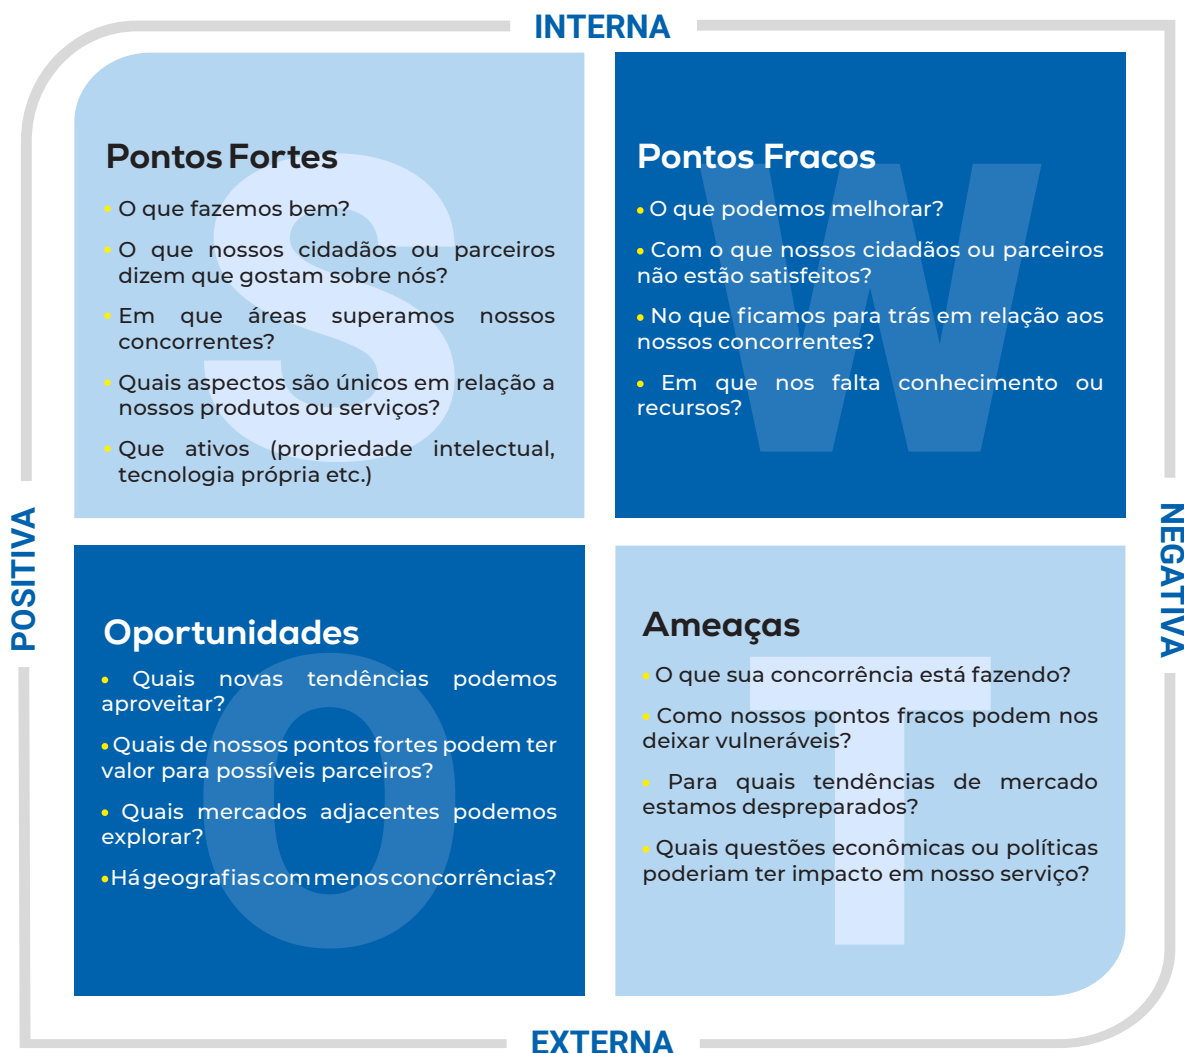 INTERNA
Pontos Fortes
• O que fazemos bem?
• O que nossos cidadãos ou parceiros
dizem que gostam sobre nós?
• Em que áreas superamos nossos
concorrentes?
• Quais aspectos são únicos em relação a
nossos produtos ou serviços?
• Que ativos (propriedade intelectual,
tecnologia própria etc.)
S
Pontos Fracos
• O que podemos melhorar?
• Com o que nossos cidadãos ou parceiros
não estão satisfeitos?
• No que ficamos para trás em relação aos
nossos concorrentes?
• Em que nos falta conhecimento ou
recursos?
W
POSITIVA
NEGATIVA
Oportunidades
• Quais novas tendências podemos
aproveitar?
• Quais de nossos pontos fortes podem ter
valor para possíveis parceiros?
• Quais mercados adjacentes podemos
explorar?
• Há geografias com menos concorrências?
O
Ameaças
• O que sua concorrência está fazendo?
• Como nossos pontos fracos podem nos
deixar vulneráveis?
• Para quais tendências de mercado
estamos despreparados?
• Quais questões econômicas ou políticas
poderiam ter impacto em nosso serviço?
T
EXTERNA